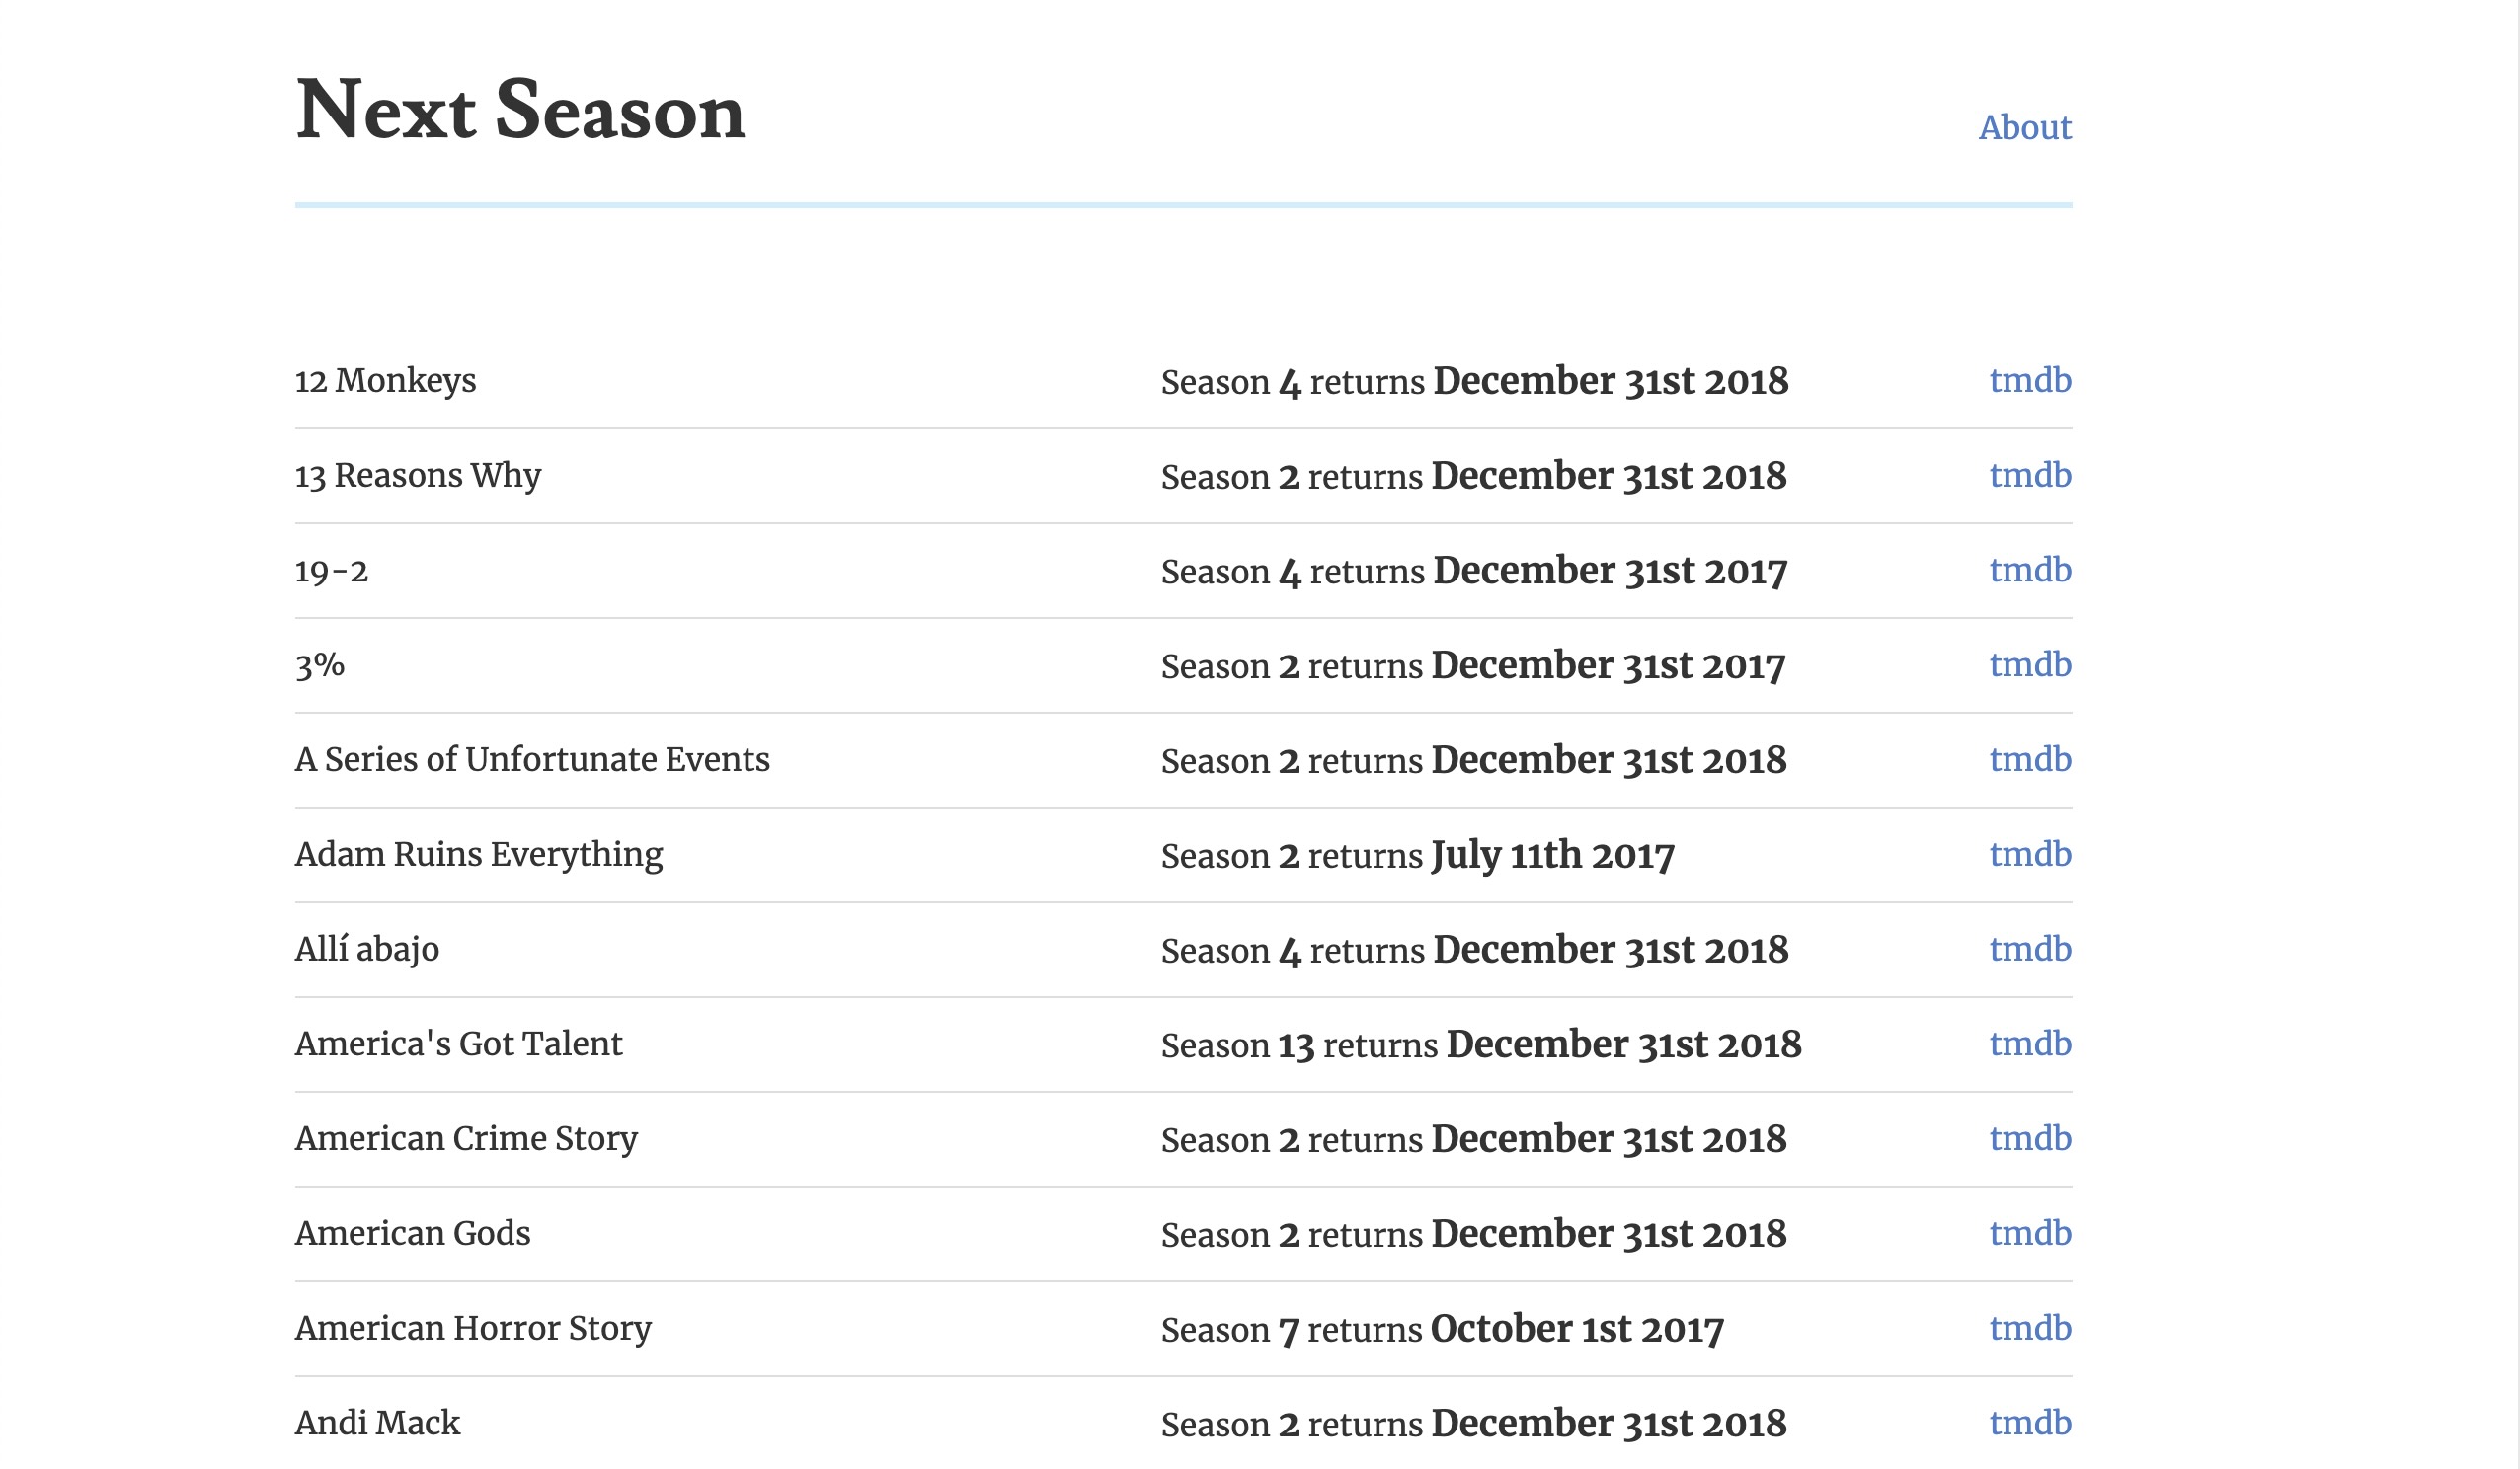 Next Season
About
12 Monkeys Season 4 returns December 31st 2018 tmdb
13 Reasons Why Season 2 returns December 31st 2018 tmdb
19-2 Season 4 returns December 31st 2017 tmdb
3% Season 2 returns December 31st 2017 tmdb
A Series of Unfortunate Events Season 2 returns December 31st 2018 tmdb
Adam Ruins Everything Season 2 returns July 11th 2017 tmdb
Allí abajo Season 4 returns December 31st 2018 tmdb
America's Got Talent Season 13 returns December 31st 2018 tmdb
American Crime Story Season 2 returns December 31st 2018 tmdb
American Gods Season 2 returns December 31st 2018 tmdb
American Horror Story Season 7 returns October 1st 2017 tmdb
Andi Mack Season 2 returns December 31st 2018 tmdb